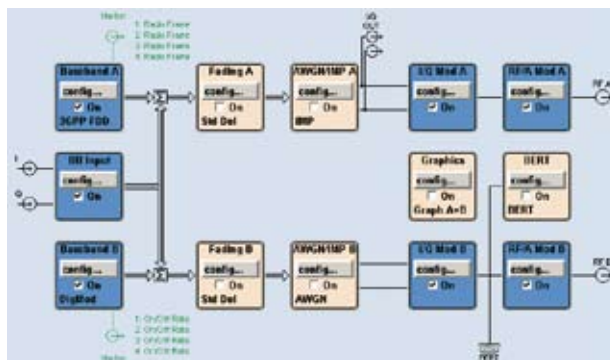 Marker
1: Radio Frame
2: Radio Frame
3: Radio Frame
4: Radio Frame
I/Q
OUT
Baseband A
config...
On
3GPP FDD
Fading A
config...
On
Std Del
AWGN/IMP A
config...
On
IMP
I/Q Mod A
config...
On
RF/A Mod A
config...
On
RF A
I
Q
BB Input
config...
On
Graphics
config...
On
Graph A+B
BERT
config...
On
BERT
Baseband B
config...
On
DigMod
Fading B
config...
On
Std Del
AWGN/IMP B
config...
On
AWGN
I/Q Mod B
config...
On
RF/A Mod B
config...
On
RF B
1: On/Off Ratio
2: On/Off Ratio
3: On/Off Ratio
4: On/Off Ratio
Marker
BERT